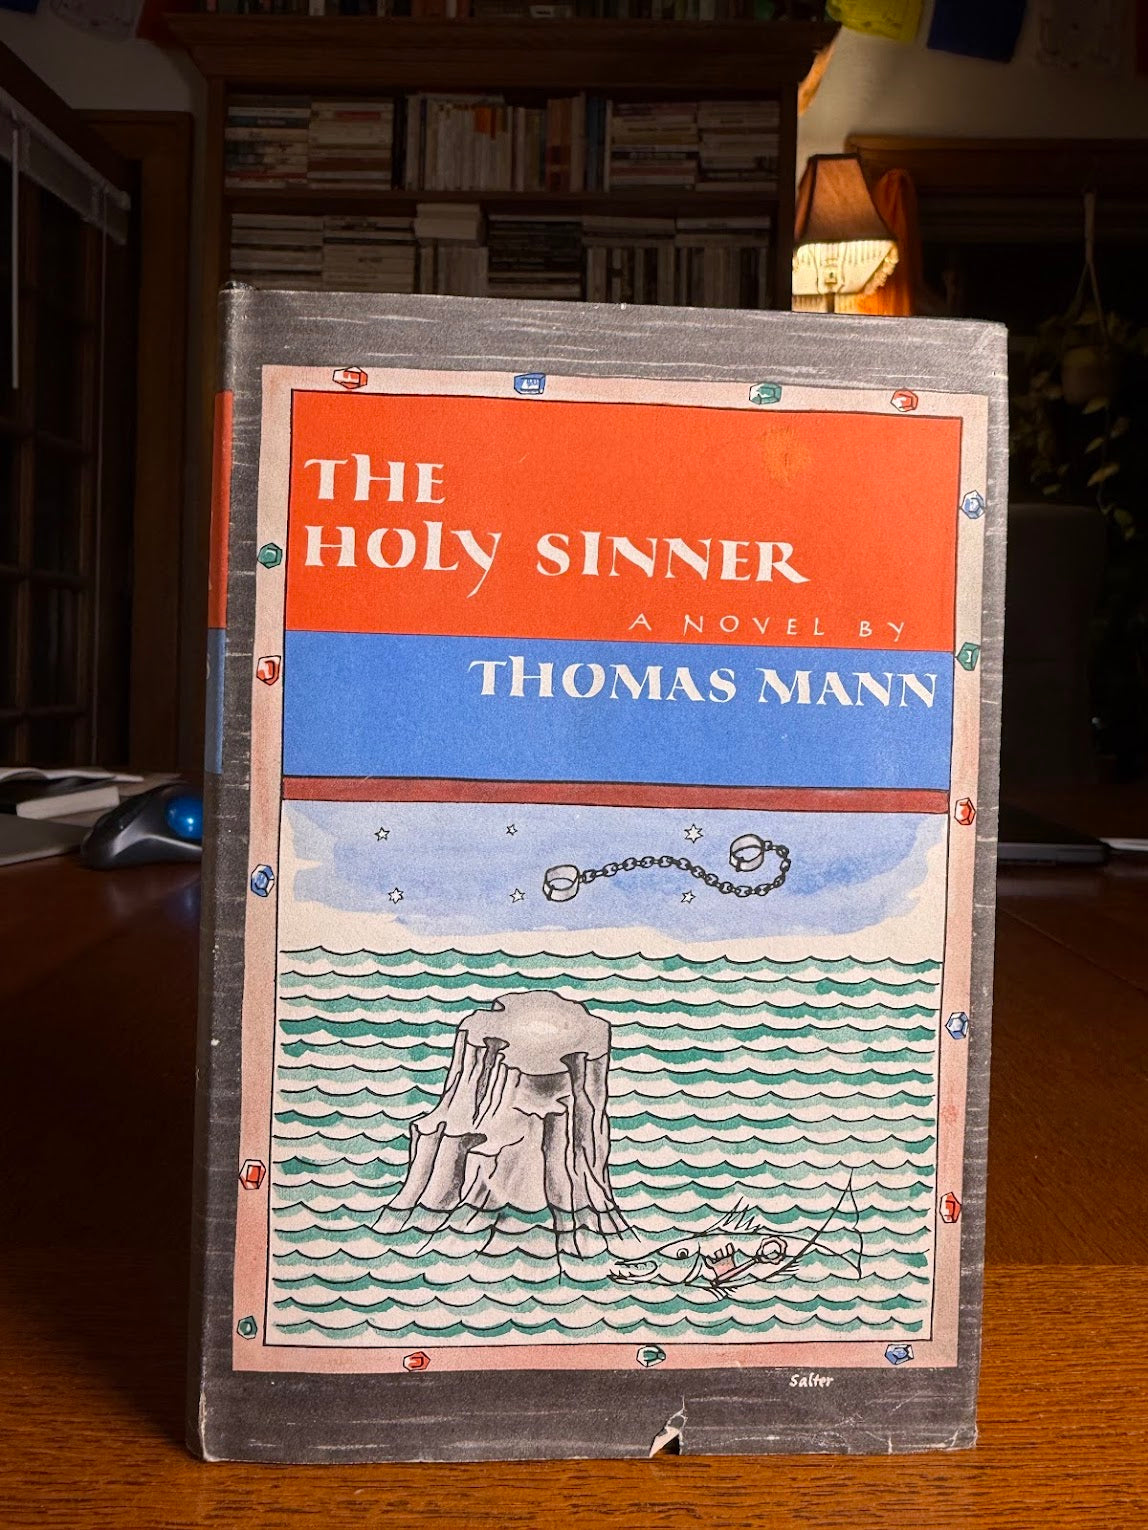 THE
HOLY SINNER
A NOVEL BY
THOMAS MANN
Salter